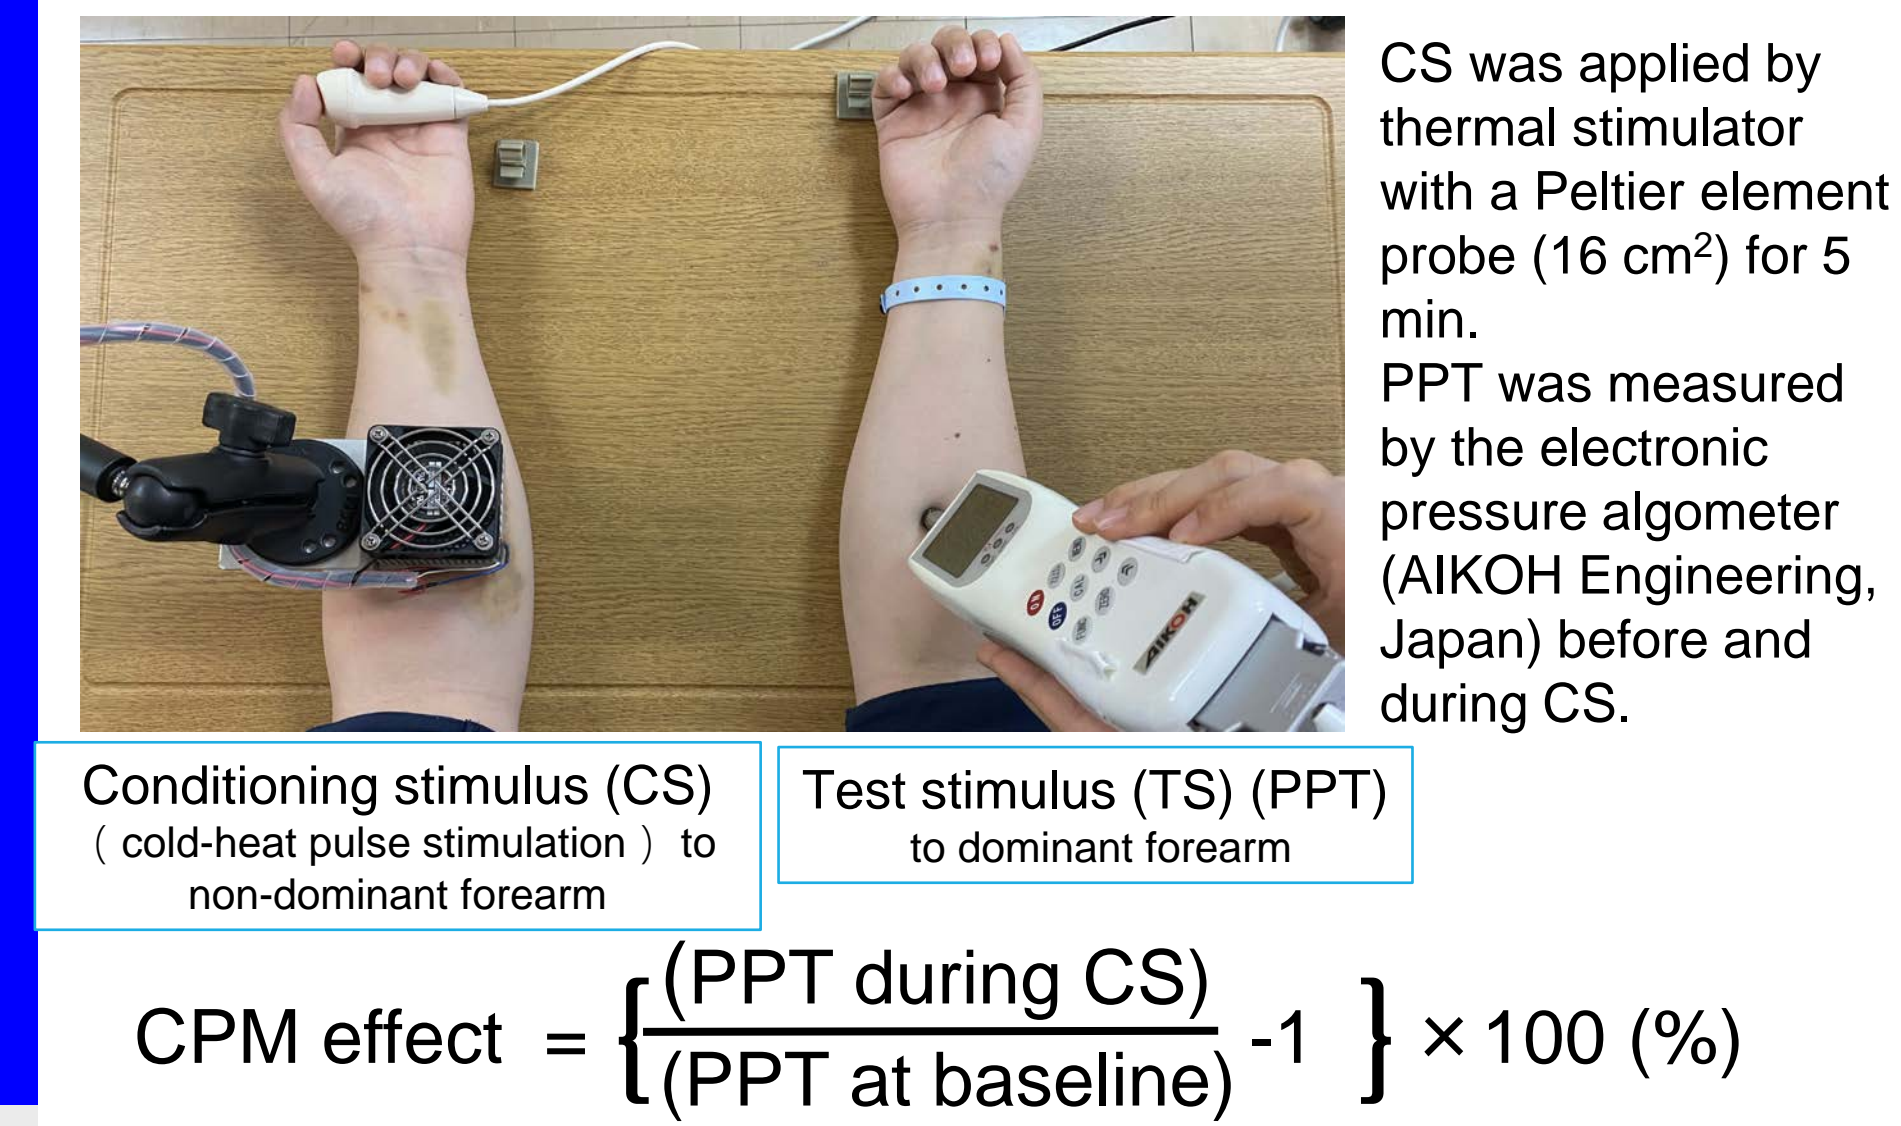 CS was applied by
thermal stimulator
with a Peltier element
probe (16 cm²) for 5
min.
PPT was measured
by the electronic
pressure algometer
(AIKOH Engineering,
Japan) before and
during CS.
ON
OFF
CAL
ZERO
FUNC
AIKOH
Conditioning stimulus (CS)
（ cold-heat pulse stimulation ） to
non-dominant forearm
Test stimulus (TS) (PPT)
to dominant forearm
CPM effect = { (PPT during CS) / (PPT at baseline) -1 } × 100 (%)